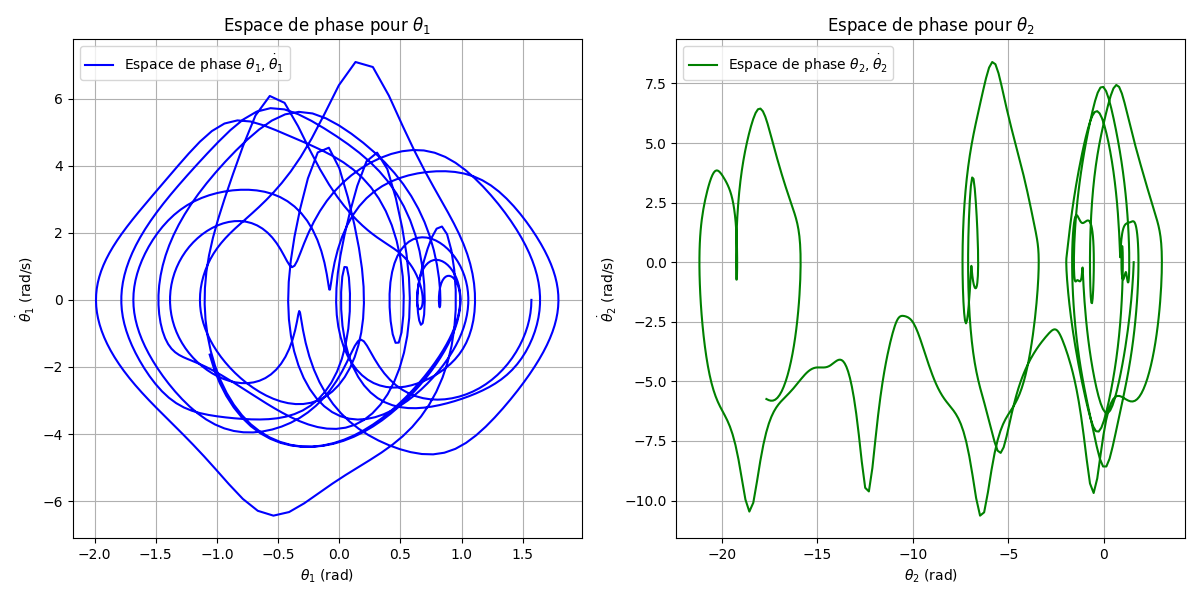 Espace de phase pour θ₁
Espace de phase θ₁, θ̇₁
6
4
2
0
−2
−4
−6
−2.0 −1.5 −1.0 −0.5 0.0 0.5 1.0 1.5
θ₁ (rad)
θ̇₁ (rad/s)
Espace de phase pour θ₂
Espace de phase θ₂, θ̇₂
7.5
5.0
2.5
0.0
−2.5
−5.0
−7.5
−10.0
−20 −15 −10 −5 0
θ₂ (rad)
θ̇₂ (rad/s)